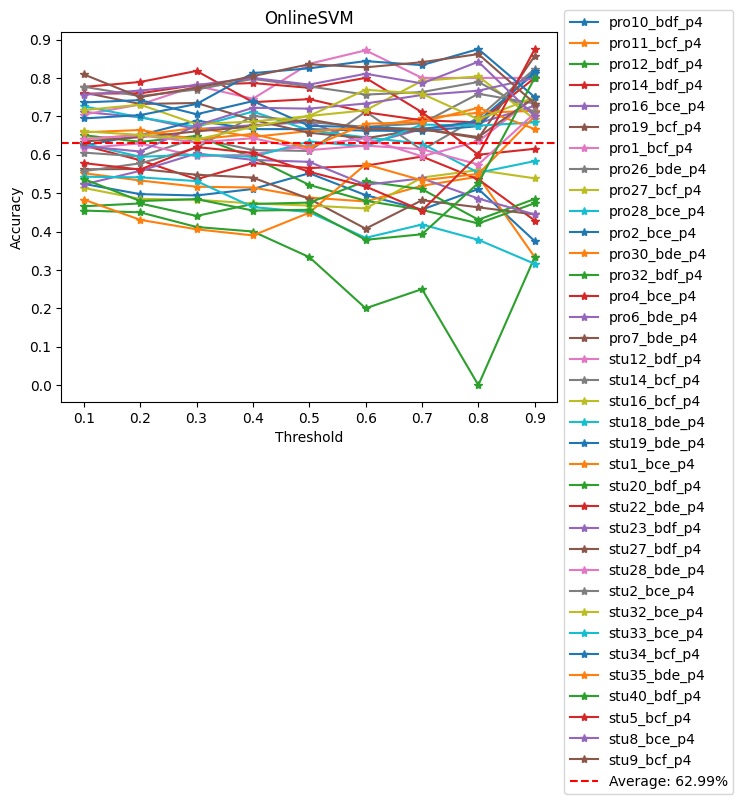 OnlineSVM
Accuracy
0.9
0.8
0.7
0.6
0.5
0.4
0.3
0.2
0.1
0.0
0.1 0.2 0.3 0.4 0.5 0.6 0.7 0.8 0.9
Threshold
pro10_bdf_p4
pro11_bcf_p4
pro12_bdf_p4
pro14_bdf_p4
pro16_bce_p4
pro19_bcf_p4
pro1_bcf_p4
pro26_bde_p4
pro27_bcf_p4
pro28_bce_p4
pro2_bce_p4
pro30_bde_p4
pro32_bdf_p4
pro4_bce_p4
pro6_bde_p4
pro7_bde_p4
stu12_bdf_p4
stu14_bcf_p4
stu16_bcf_p4
stu18_bde_p4
stu19_bde_p4
stu1_bce_p4
stu20_bdf_p4
stu22_bde_p4
stu23_bdf_p4
stu27_bdf_p4
stu28_bde_p4
stu2_bce_p4
stu32_bce_p4
stu33_bce_p4
stu34_bcf_p4
stu35_bde_p4
stu40_bdf_p4
stu5_bcf_p4
stu8_bce_p4
stu9_bcf_p4
Average: 62.99%